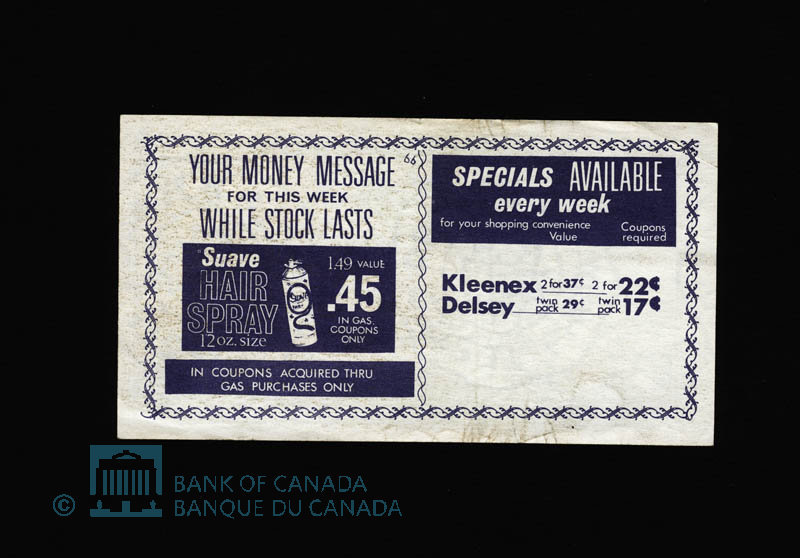 YOUR MONEY MESSAGE
FOR THIS WEEK
WHILE STOCK LASTS
"Suave
HAIR
SPRAY
12 OZ. SIZE
1.49 VALUE
.45
IN GAS
COUPONS
ONLY
IN COUPONS ACQUIRED THRU
GAS PURCHASES ONLY
66
SPECIALS AVAILABLE
every week
for your shopping convenience
Value
Coupons
required
Kleenex 2 for 37¢ 2 for 22¢
Delsey twin pack 29¢ twin pack 17¢
© BANK OF CANADA
BANQUE DU CANADA